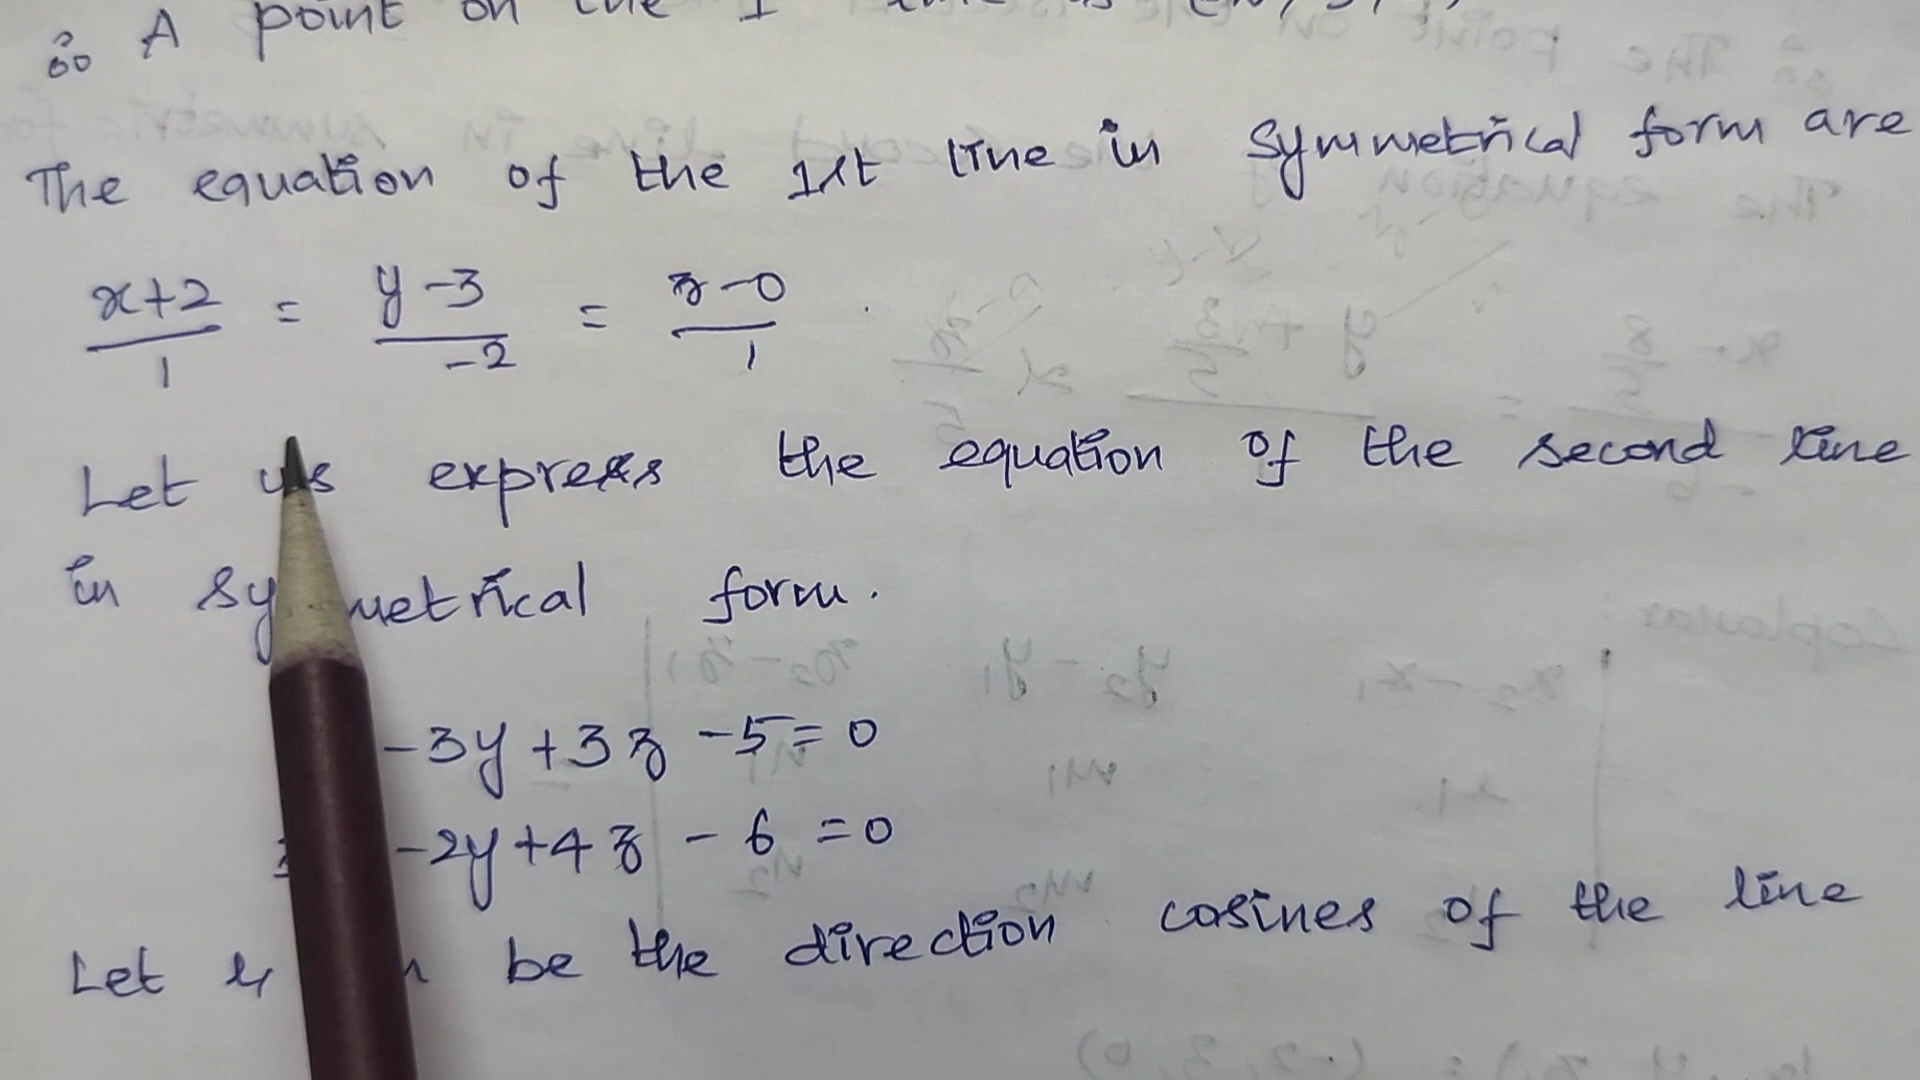 ∴ A point on the 1
The equation of the 1st line in symmetrical form are
x+2/1 = y-3/-2 = z-0/1
Let us express the equation of the second line
in symmetrical form.
-3y+3z-5=0
-2y+4z-6=0
Let be the direction cosines of the line